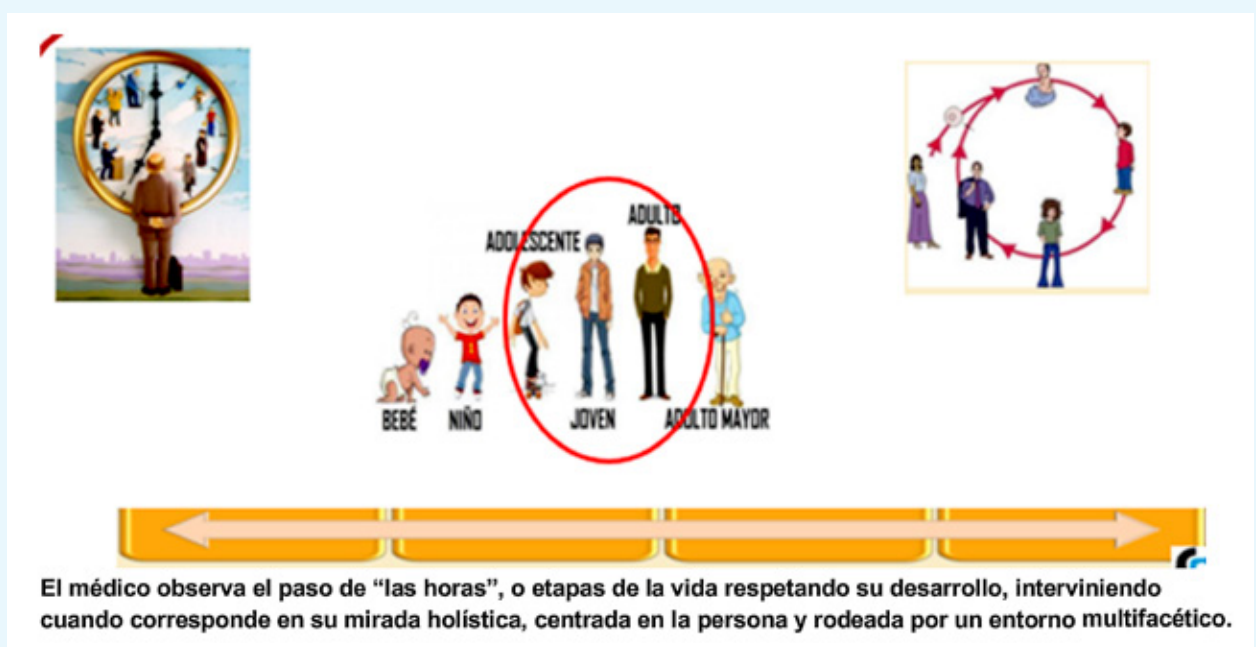 ADULTO
ADOLESCENTE
BEBÉ NIÑO JOVEN ADULTO MAYOR
El médico observa el paso de “las horas”, o etapas de la vida respetando su desarrollo, interviniendo
cuando corresponde en su mirada holística, centrada en la persona y rodeada por un entorno multifacético.